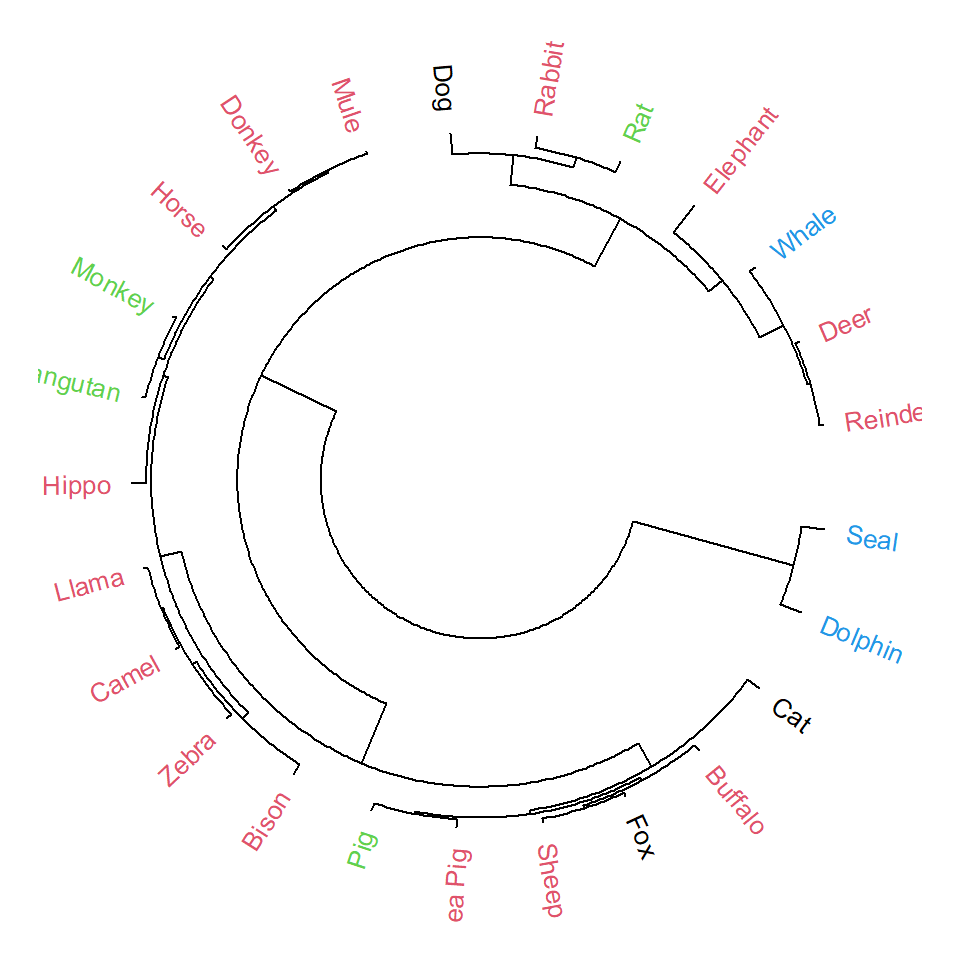 Dog
Rabbit
Rat
Elephant
Whale
Deer
Reinde
Seal
Dolphin
Cat
Buffalo
Fox
Sheep
ea Pig
Pig
Bison
Zebra
Camel
Llama
Hippo
angutan
Monkey
Horse
Donkey
Mule